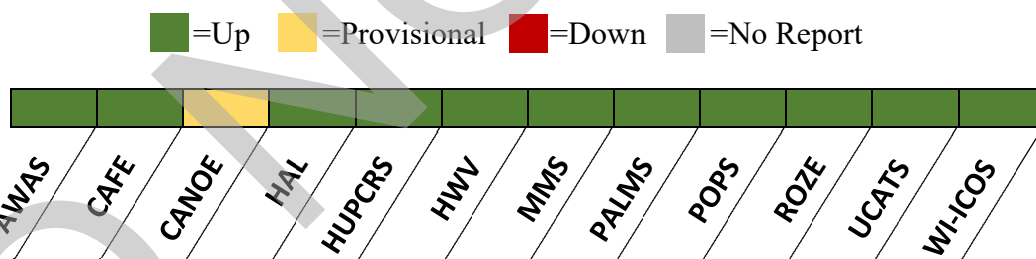 =Up =Provisional =Down =No Report
AWAS
CAFE
CANOE
HAL
HUPCRS
HWV
MMS
PALMS
POPS
ROZE
UCATS
WI-ICOS